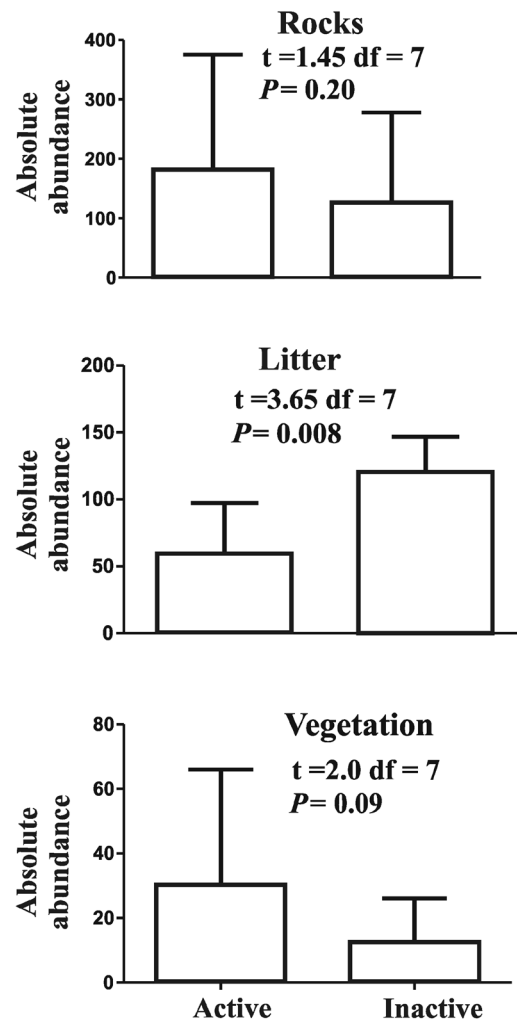 Rocks
t =1.45 df = 7
P= 0.20
Absolute
abundance
400
300
200
100
0
Litter
t =3.65 df = 7
P= 0.008
Absolute
abundance
200
150
100
50
0
Vegetation
t =2.0 df = 7
P= 0.09
Absolute
abundance
80
60
40
20
0
Active Inactive